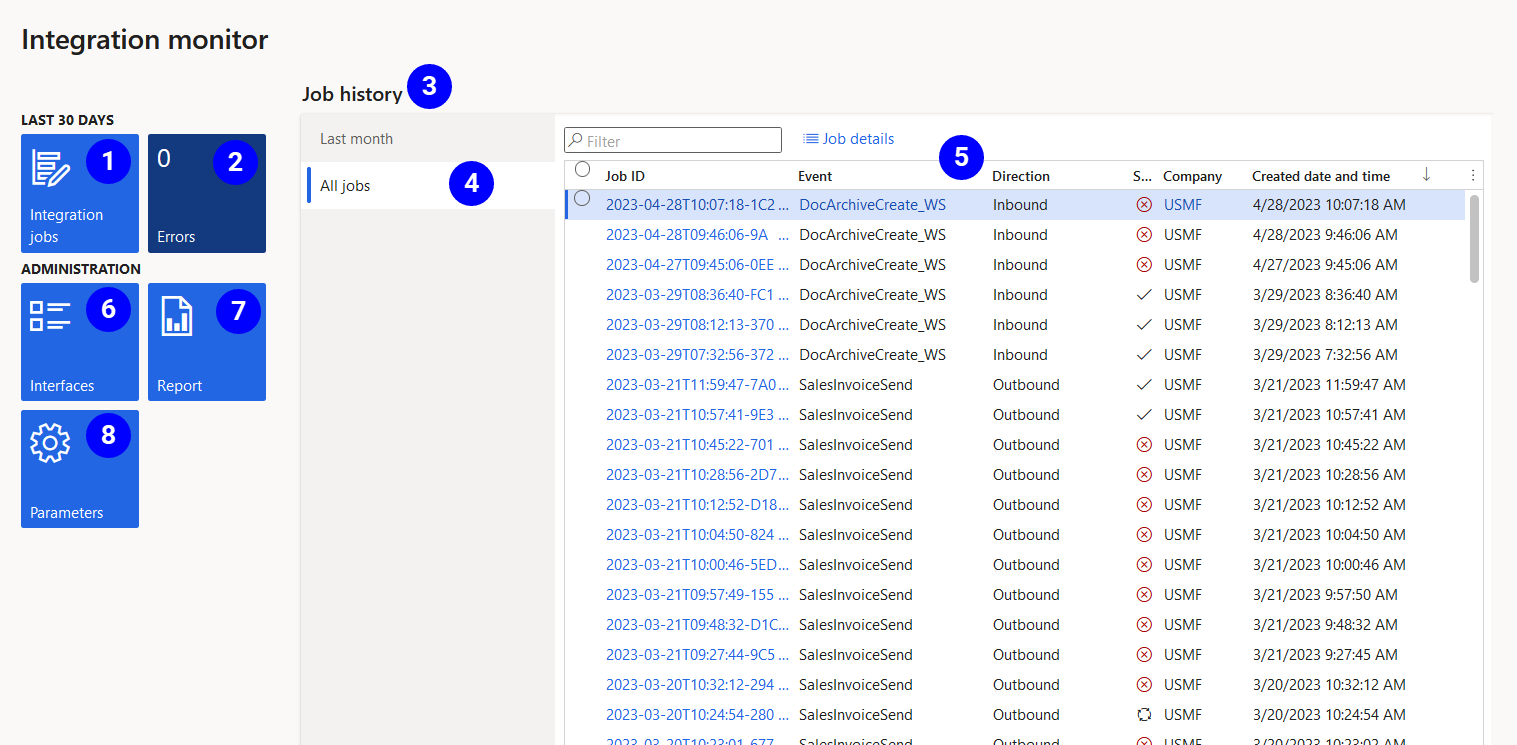 Integration monitor
LAST 30 DAYS
1
Integration
jobs
0
2
Errors
ADMINISTRATION
6
Interfaces
7
Report
8
Parameters
Job history
3
Last month
All jobs
4
Filter
Job details
5
Job ID Event Direction S... Company Created date and time
2023-04-28T10:07:18-1C2 ... DocArchiveCreate_WS Inbound USMF 4/28/2023 10:07:18 AM
2023-04-28T09:46:06-9A ... DocArchiveCreate_WS Inbound USMF 4/28/2023 9:46:06 AM
2023-04-27T09:45:06-0EE ... DocArchiveCreate_WS Inbound USMF 4/27/2023 9:45:06 AM
2023-03-29T08:36:40-FC1 ... DocArchiveCreate_WS Inbound USMF 3/29/2023 8:36:40 AM
2023-03-29T08:12:13-370 ... DocArchiveCreate_WS Inbound USMF 3/29/2023 8:12:13 AM
2023-03-29T07:32:56-372 ... DocArchiveCreate_WS Inbound USMF 3/29/2023 7:32:56 AM
2023-03-21T11:59:47-7A0... SalesInvoiceSend Outbound USMF 3/21/2023 11:59:47 AM
2023-03-21T10:57:41-9E3 ... SalesInvoiceSend Outbound USMF 3/21/2023 10:57:41 AM
2023-03-21T10:45:22-701 ... SalesInvoiceSend Outbound USMF 3/21/2023 10:45:22 AM
2023-03-21T10:28:56-2D7... SalesInvoiceSend Outbound USMF 3/21/2023 10:28:56 AM
2023-03-21T10:12:52-D18... SalesInvoiceSend Outbound USMF 3/21/2023 10:12:52 AM
2023-03-21T10:04:50-824 ... SalesInvoiceSend Outbound USMF 3/21/2023 10:04:50 AM
2023-03-21T10:00:46-5ED... SalesInvoiceSend Outbound USMF 3/21/2023 10:00:46 AM
2023-03-21T09:57:49-155 ... SalesInvoiceSend Outbound USMF 3/21/2023 9:57:50 AM
2023-03-21T09:48:32-D1C... SalesInvoiceSend Outbound USMF 3/21/2023 9:48:32 AM
2023-03-21T09:27:44-9C5 ... SalesInvoiceSend Outbound USMF 3/21/2023 9:27:45 AM
2023-03-20T10:32:12-294 ... SalesInvoiceSend Outbound USMF 3/20/2023 10:32:12 AM
2023-03-20T10:24:54-280 ... SalesInvoiceSend Outbound USMF 3/20/2023 10:24:54 AM
2023-03-20T10:23:01-677 ... SalesInvoiceSend Outbound USMF 3/20/2023 10:23:02 AM